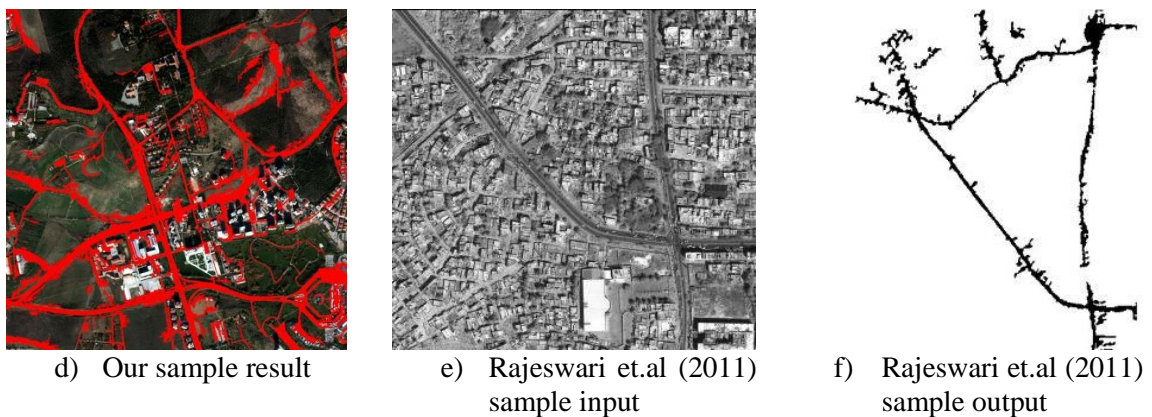 d) Our sample result
e) Rajeswari et.al (2011)
sample input
f) Rajeswari et.al (2011)
sample output